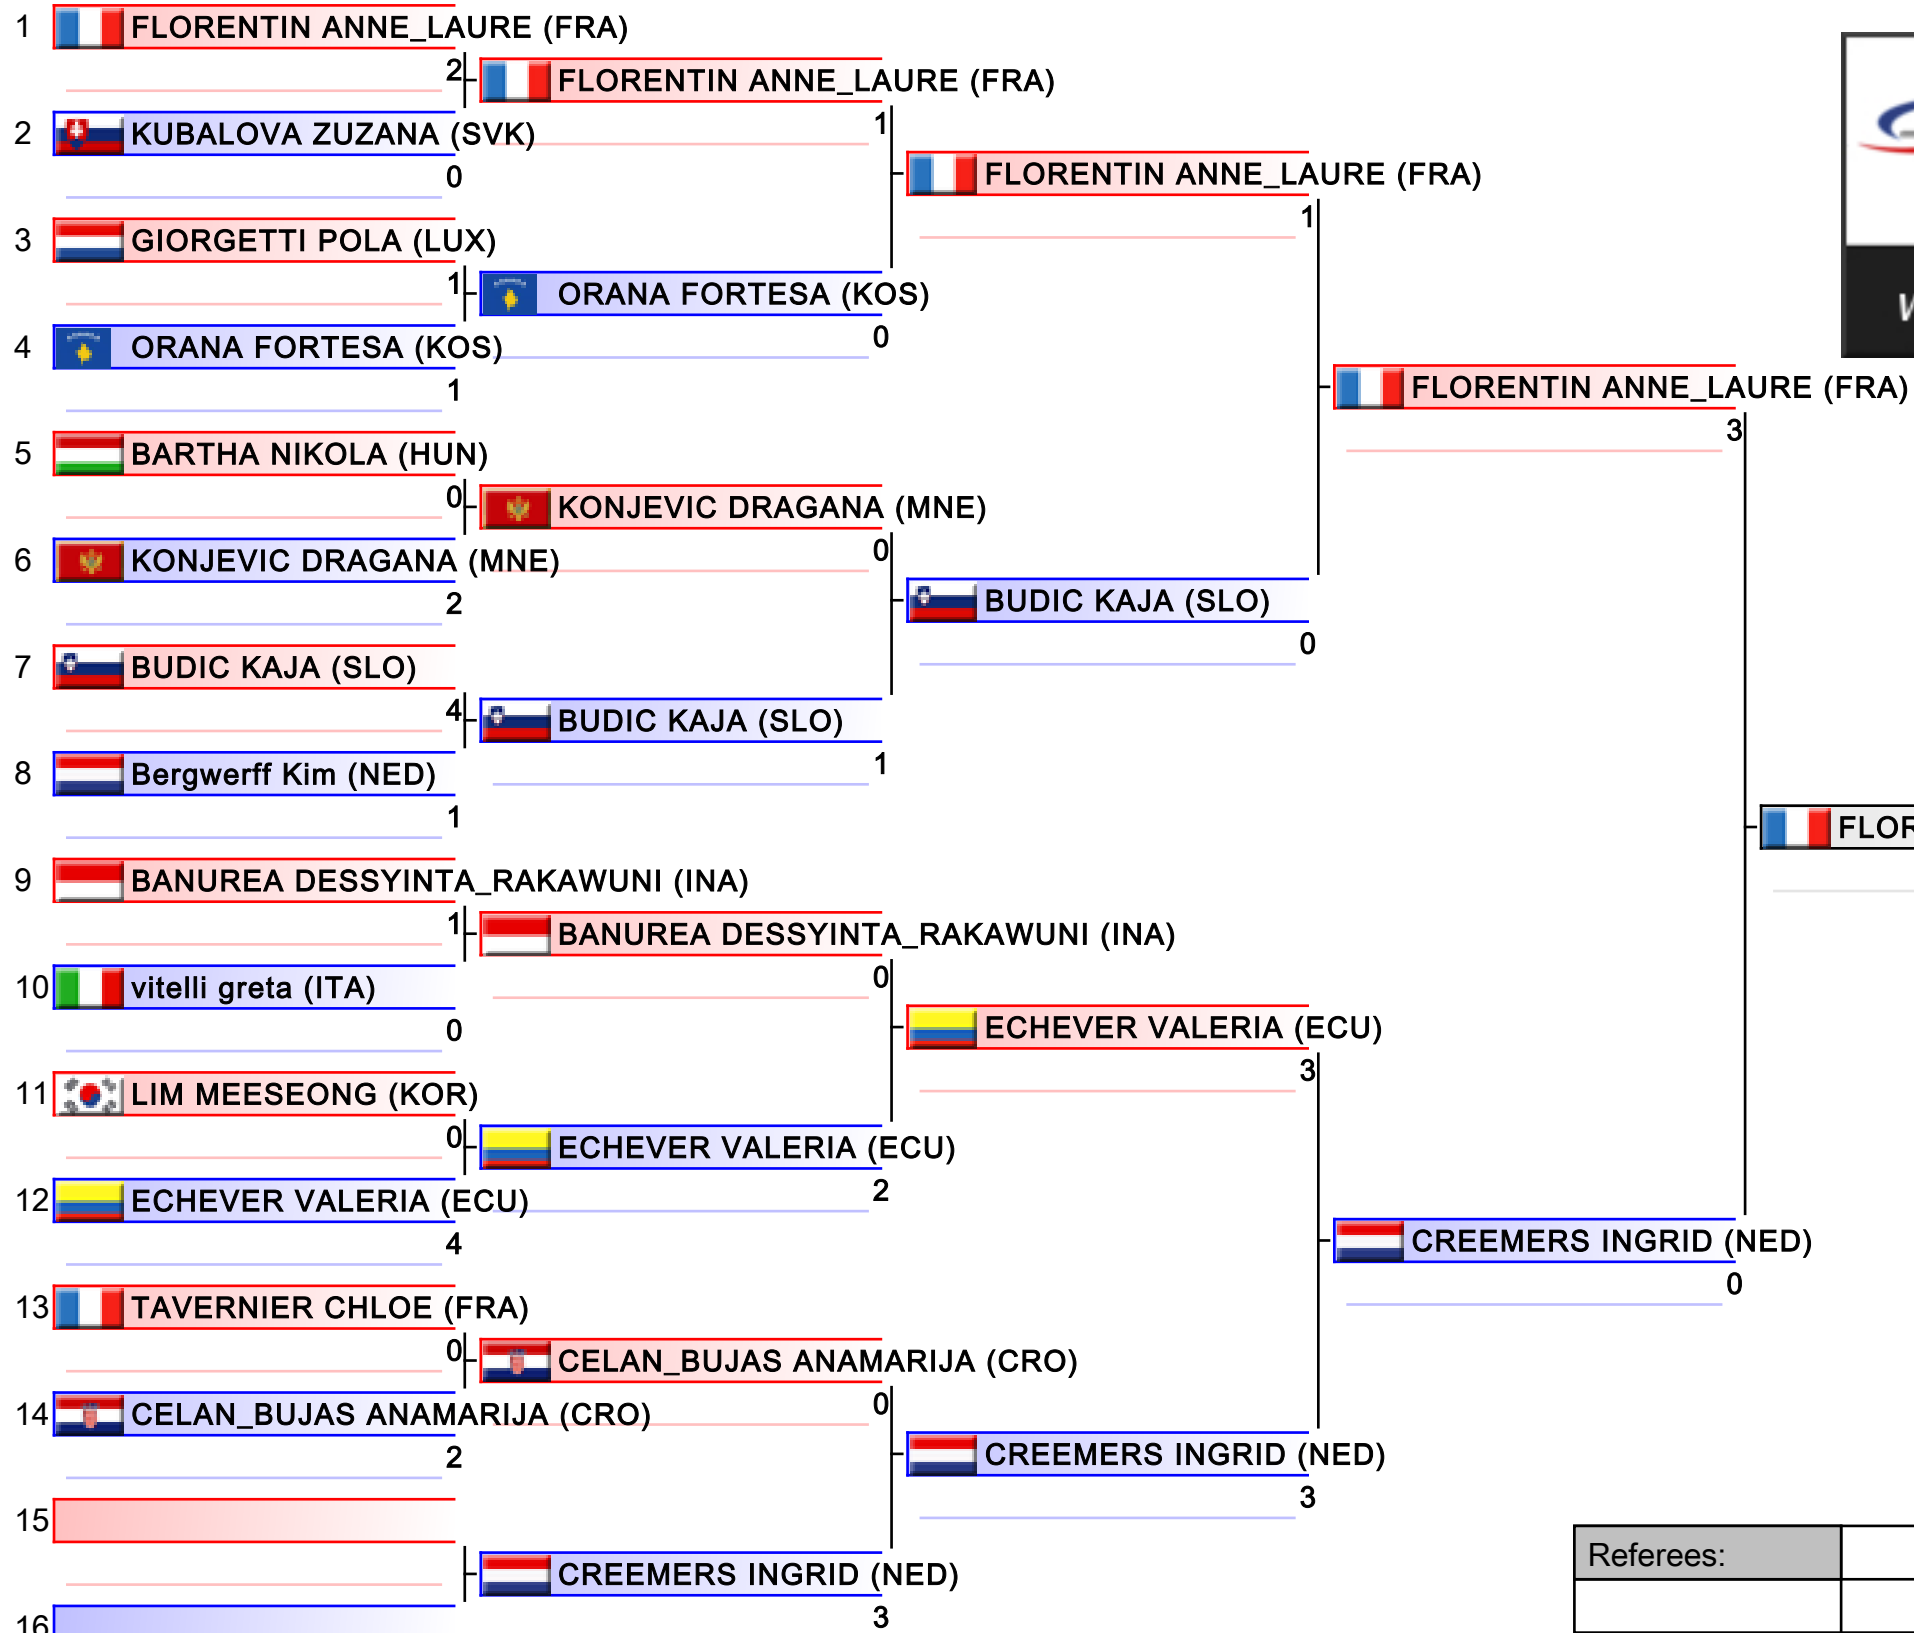 1 FLORENTIN ANNE_LAURE (FRA)
2 FLORENTIN ANNE_LAURE (FRA)
2 KUBALOVA ZUZANA (SVK) 1
FLORENTIN ANNE_LAURE (FRA)
0
1
3 GIORGETTI POLA (LUX)
1 ORANA FORTESA (KOS)
0
4 ORANA FORTESA (KOS)
1 FLORENTIN ANNE_LAURE (FRA)
3
5 BARTHA NIKOLA (HUN)
0 KONJEVIC DRAGANA (MNE)
0
6 KONJEVIC DRAGANA (MNE)
2 BUDIC KAJA (SLO)
0
7 BUDIC KAJA (SLO)
4 BUDIC KAJA (SLO)
1
8 Bergwerff Kim (NED)
1 FLOR
9 BANUREA DESSYINTA_RAKAWUNI (INA)
1 BANUREA DESSYINTA_RAKAWUNI (INA)
0
10 vitelli greta (ITA)
0 ECHEVER VALERIA (ECU)
3
11 LIM MEESEONG (KOR)
0 ECHEVER VALERIA (ECU)
2
12 ECHEVER VALERIA (ECU)
4 CREEMERS INGRID (NED)
0
13 TAVERNIER CHLOE (FRA)
0 CELAN_BUJAS ANAMARIJA (CRO)
0
14 CELAN_BUJAS ANAMARIJA (CRO)
2 CREEMERS INGRID (NED)
3
15
CREEMERS INGRID (NED)
3
16
Referees: